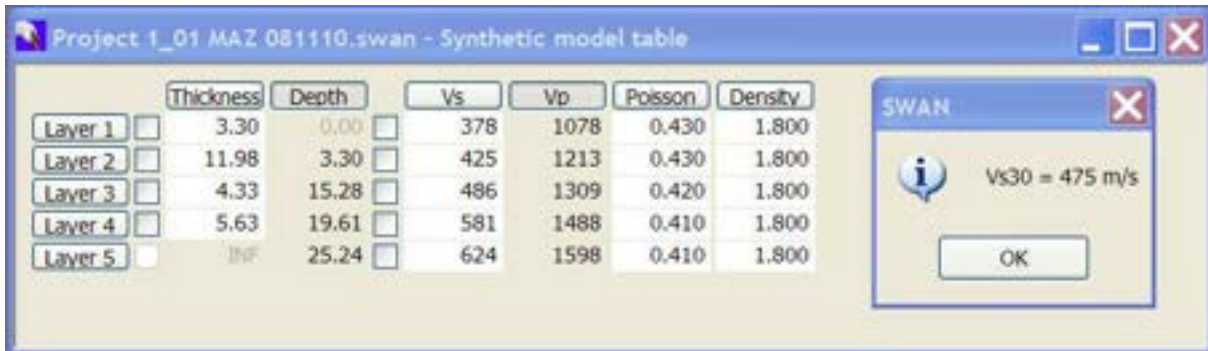 Project 1_01 MAZ 081110.swan - Synthetic model table
Thickness Depth Vs Vp Poisson Density
Layer 1 3.30 0.00 378 1078 0.430 1.800
Layer 2 11.98 3.30 425 1213 0.430 1.800
Layer 3 4.33 15.28 486 1309 0.420 1.800
Layer 4 5.63 19.61 581 1488 0.410 1.800
Layer 5 INF 25.24 624 1598 0.410 1.800
SWAN
Vs30 = 475 m/s
OK